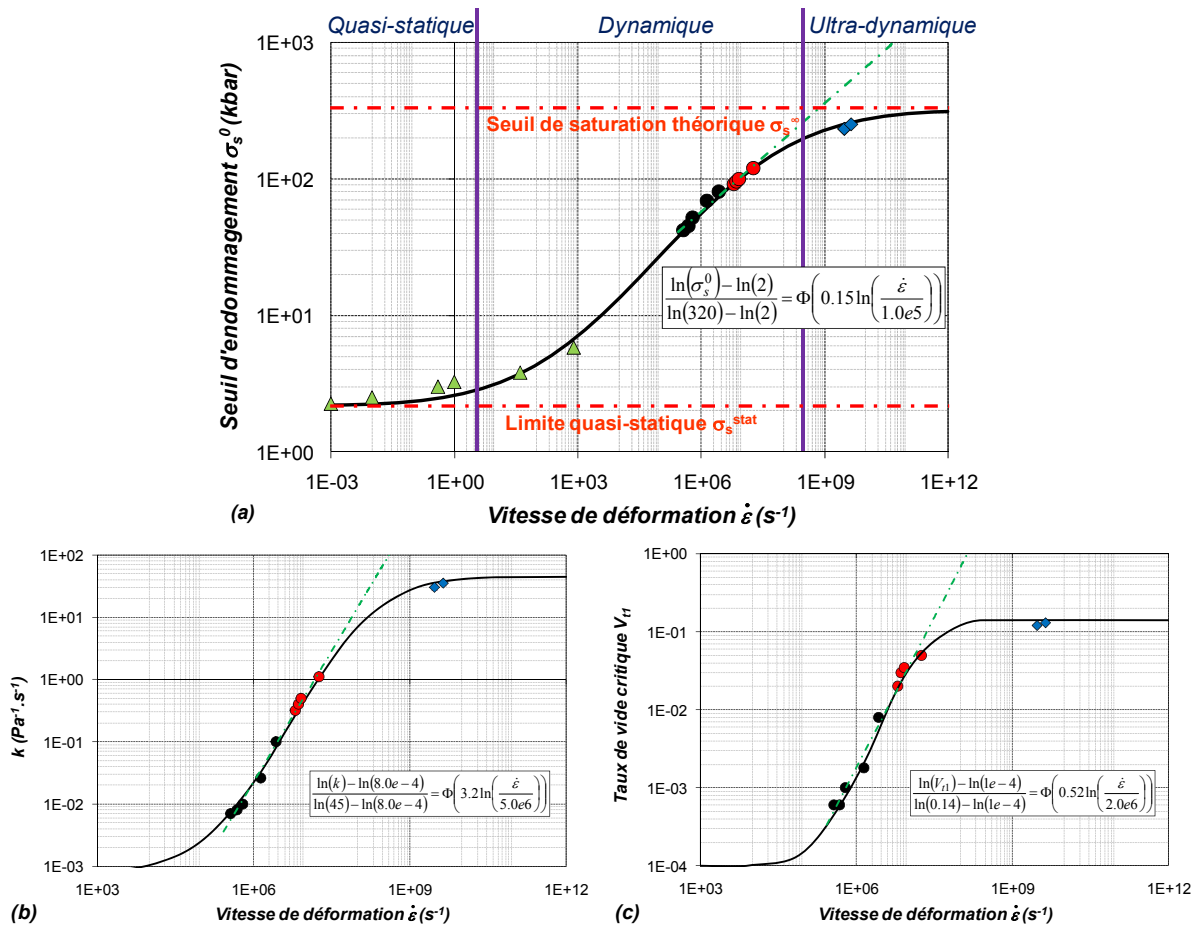 Quasi-statique Dynamique Ultra-dynamique
Seuil d'endommagement σs⁰ (kbar)
1E+03
1E+02
1E+01
1E+00
Seuil de saturation théorique σs∞
ln(σs⁰)−ln(2) / ln(320)−ln(2) = Φ(0.15 ln(ε̇ / 1.0e5))
Limite quasi-statique σs stat
1E-03 1E+00 1E+03 1E+06 1E+09 1E+12
(a) Vitesse de déformation ε̇ (s⁻¹)
k (Pa⁻¹.s⁻¹)
1E+02
1E+01
1E+00
1E-01
1E-02
1E-03
ln(k)−ln(8.0e−4) / ln(45)−ln(8.0e−4) = Φ(3.2 ln(ε̇ / 5.0e6))
1E+03 1E+06 1E+09 1E+12
(b) Vitesse de déformation ε̇ (s⁻¹)
Taux de vide critique Vt1
1E+00
1E-01
1E-02
1E-03
1E-04
ln(Vt1)−ln(1e−4) / ln(0.14)−ln(1e−4) = Φ(0.52 ln(ε̇ / 2.0e6))
1E+03 1E+06 1E+09 1E+12
(c) Vitesse de déformation ε̇ (s⁻¹)